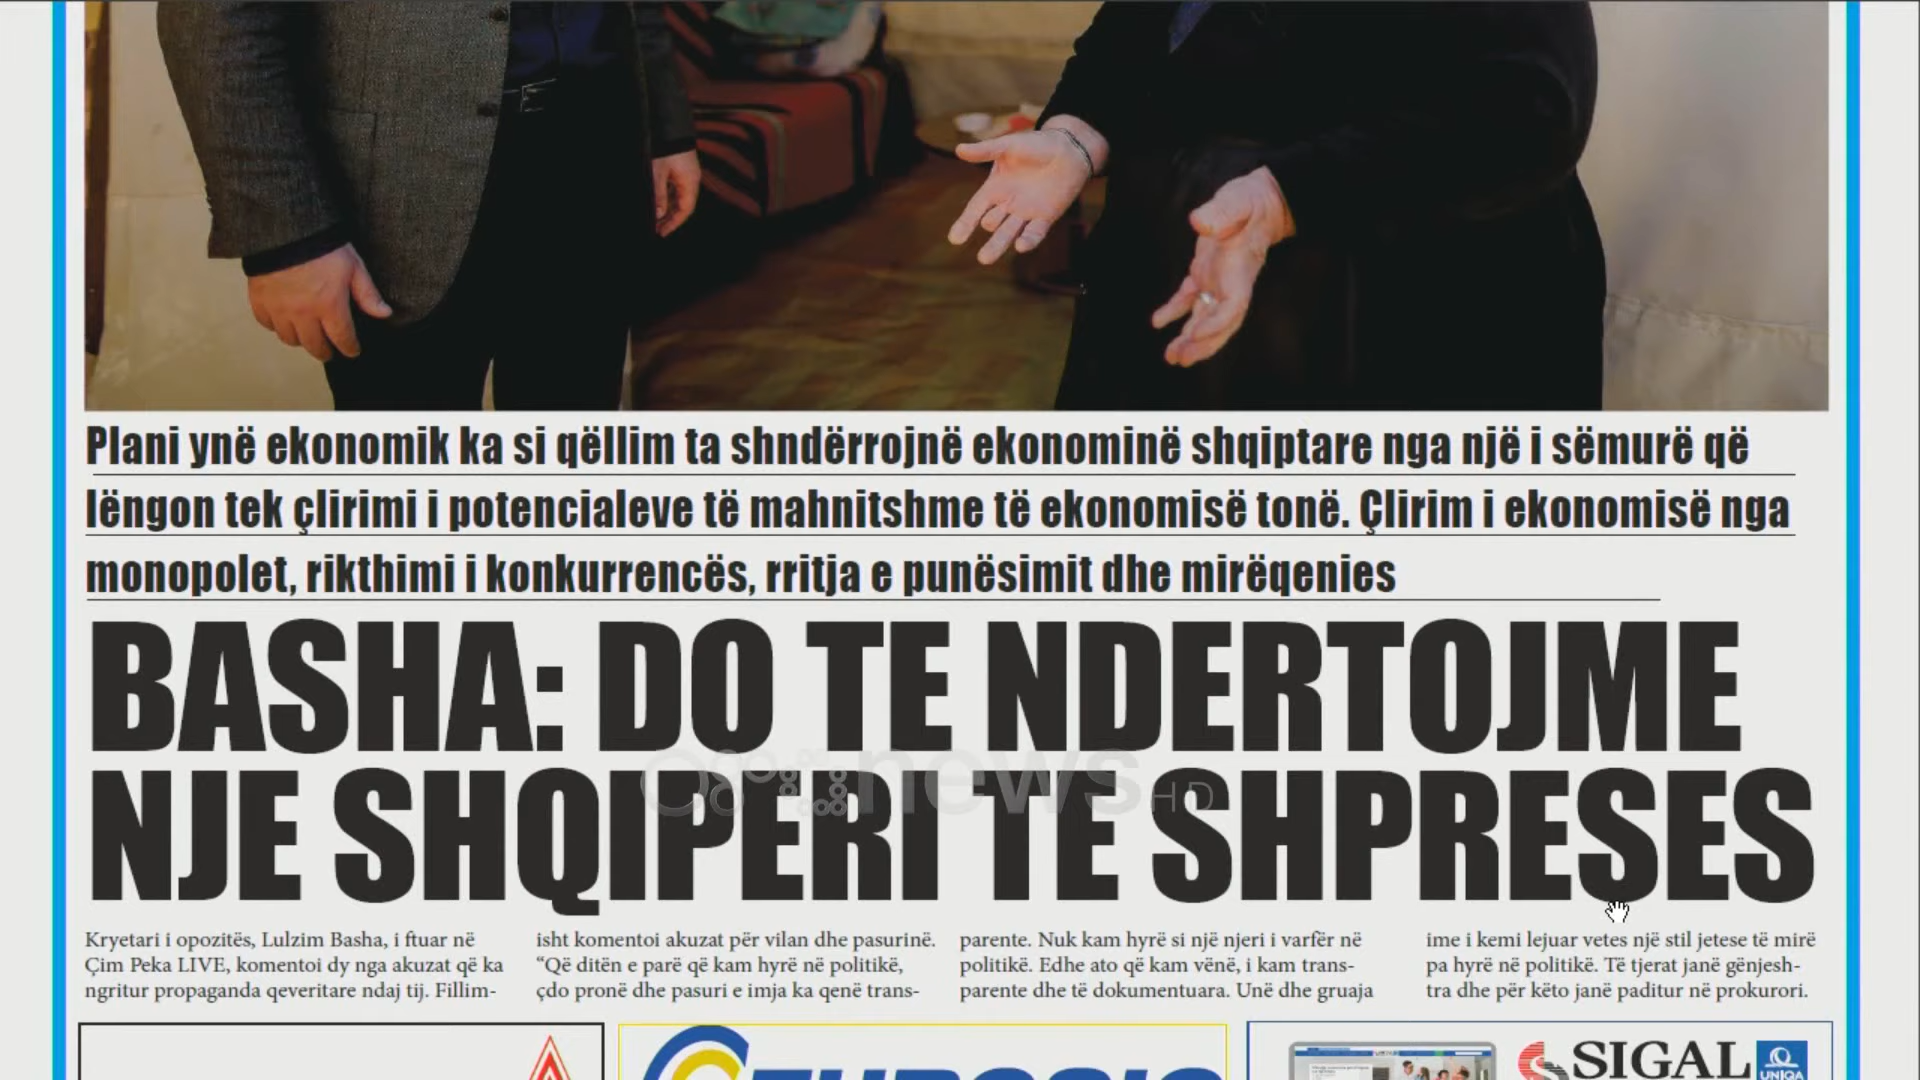 Plani ynë ekonomik ka si qëllim ta shndërrojnë ekonominë shqiptare nga një i sëmurë që
lëngon tek çlirimi i potencialeve të mahnitshme të ekonomisë tonë. Çlirim i ekonomisë nga
monopolet, rikthimi i konkurrencës, rritja e punësimit dhe mirëqenies
BASHA: DO TE NDERTOJME
NJE SHQIPERI TE SHPRESES
news HD
Kryetari i opozitës, Lulzim Basha, i ftuar në
Çim Peka LIVE, komentoi dy nga akuzat që ka
ngritur propaganda qeveritare ndaj tij. Fillim-
isht komentoi akuzat për vilan dhe pasurinë.
“Që ditën e parë që kam hyrë në politikë,
çdo pronë dhe pasuri e imja ka qenë trans-
parente. Nuk kam hyrë si një njeri i varfër në
politikë. Edhe ato që kam vënë, i kam trans-
parente dhe të dokumentuara. Unë dhe gruaja
ime i kemi lejuar vetes një stil jetese të mirë
pa hyrë në politikë. Të tjerat janë gënjesh-
tra dhe për këto janë paditur në prokurori.
SIGAL
UNIQA